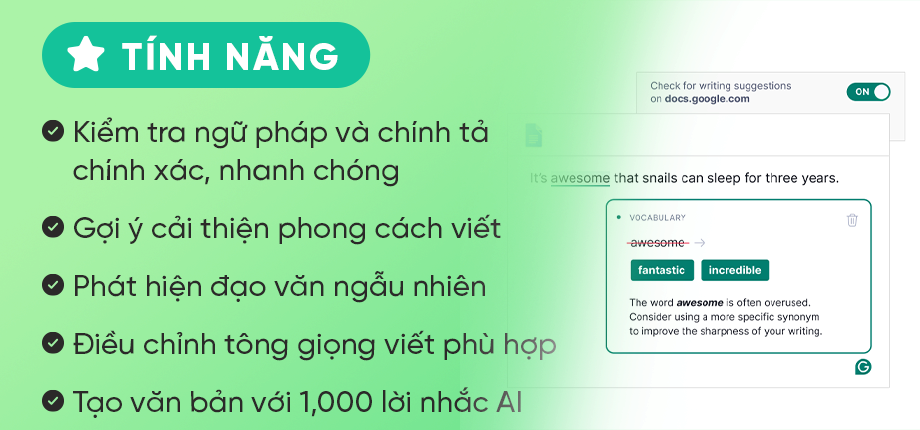 TÍNH NĂNG
Kiểm tra ngữ pháp và chính tả
chính xác, nhanh chóng
Gợi ý cải thiện phong cách viết
Phát hiện đạo văn ngẫu nhiên
Điều chỉnh tông giọng viết phù hợp
Tạo văn bản với 1,000 lời nhắc AI
Check for writing suggestions
on docs.google.com
ON
It's awesome that snails can sleep for three years.
VOCABULARY
awesome
fantastic incredible
The word awesome is often overused.
Consider using a more specific synonym
to improve the sharpness of your writing.